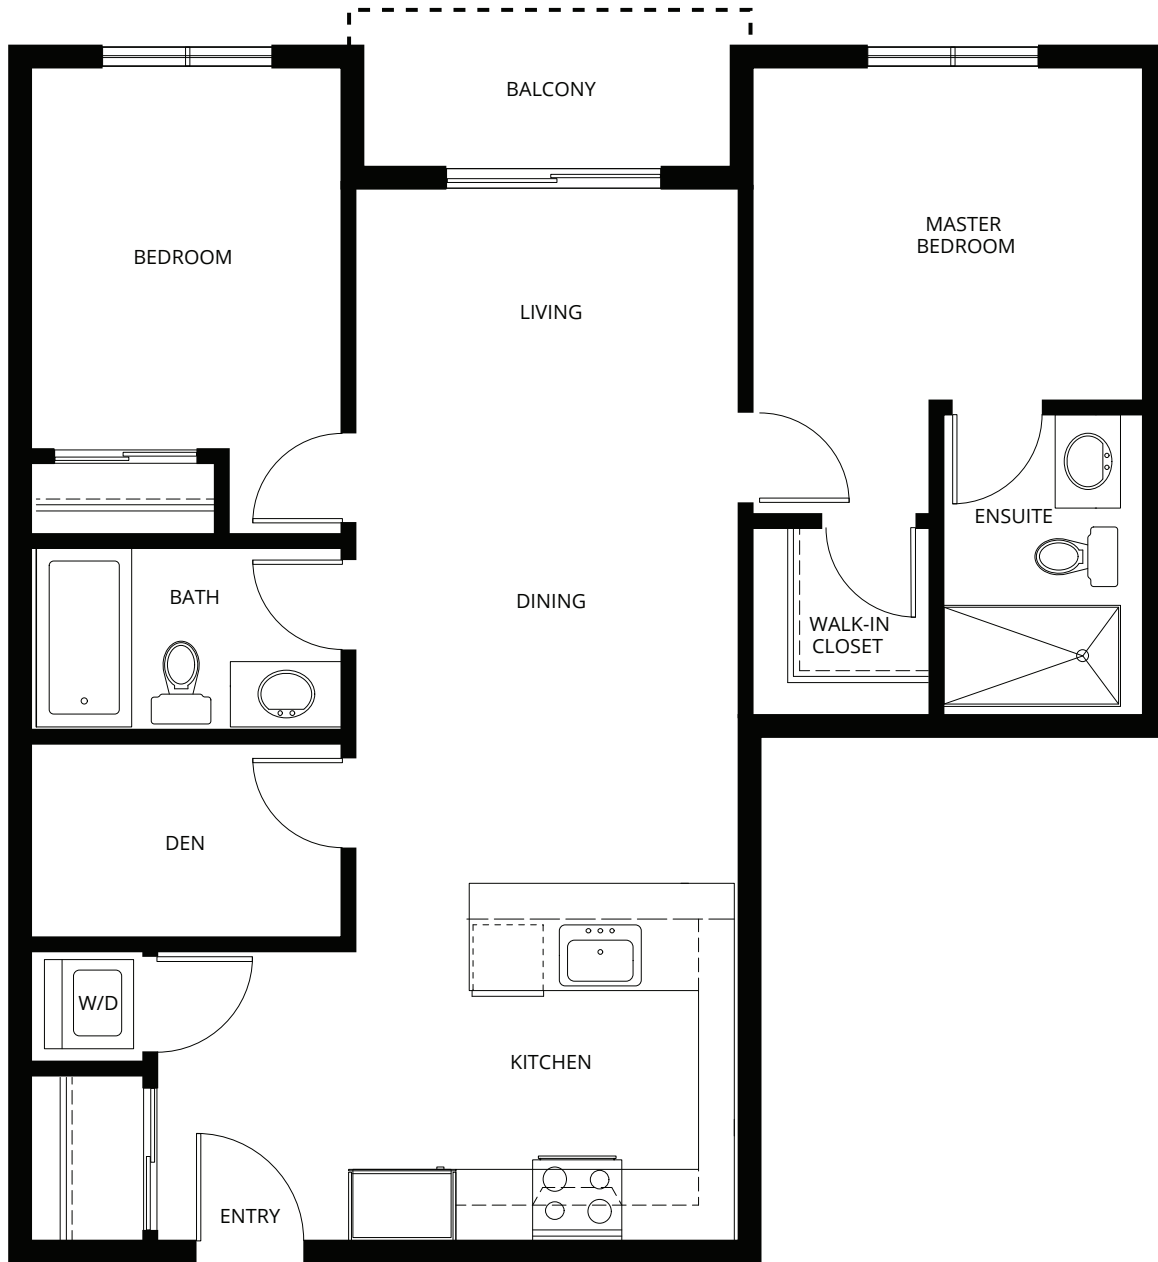 BALCONY
BEDROOM
MASTER
BEDROOM
LIVING
ENSUITE
BATH
DINING
WALK-IN
CLOSET
DEN
W/D
KITCHEN
ENTRY